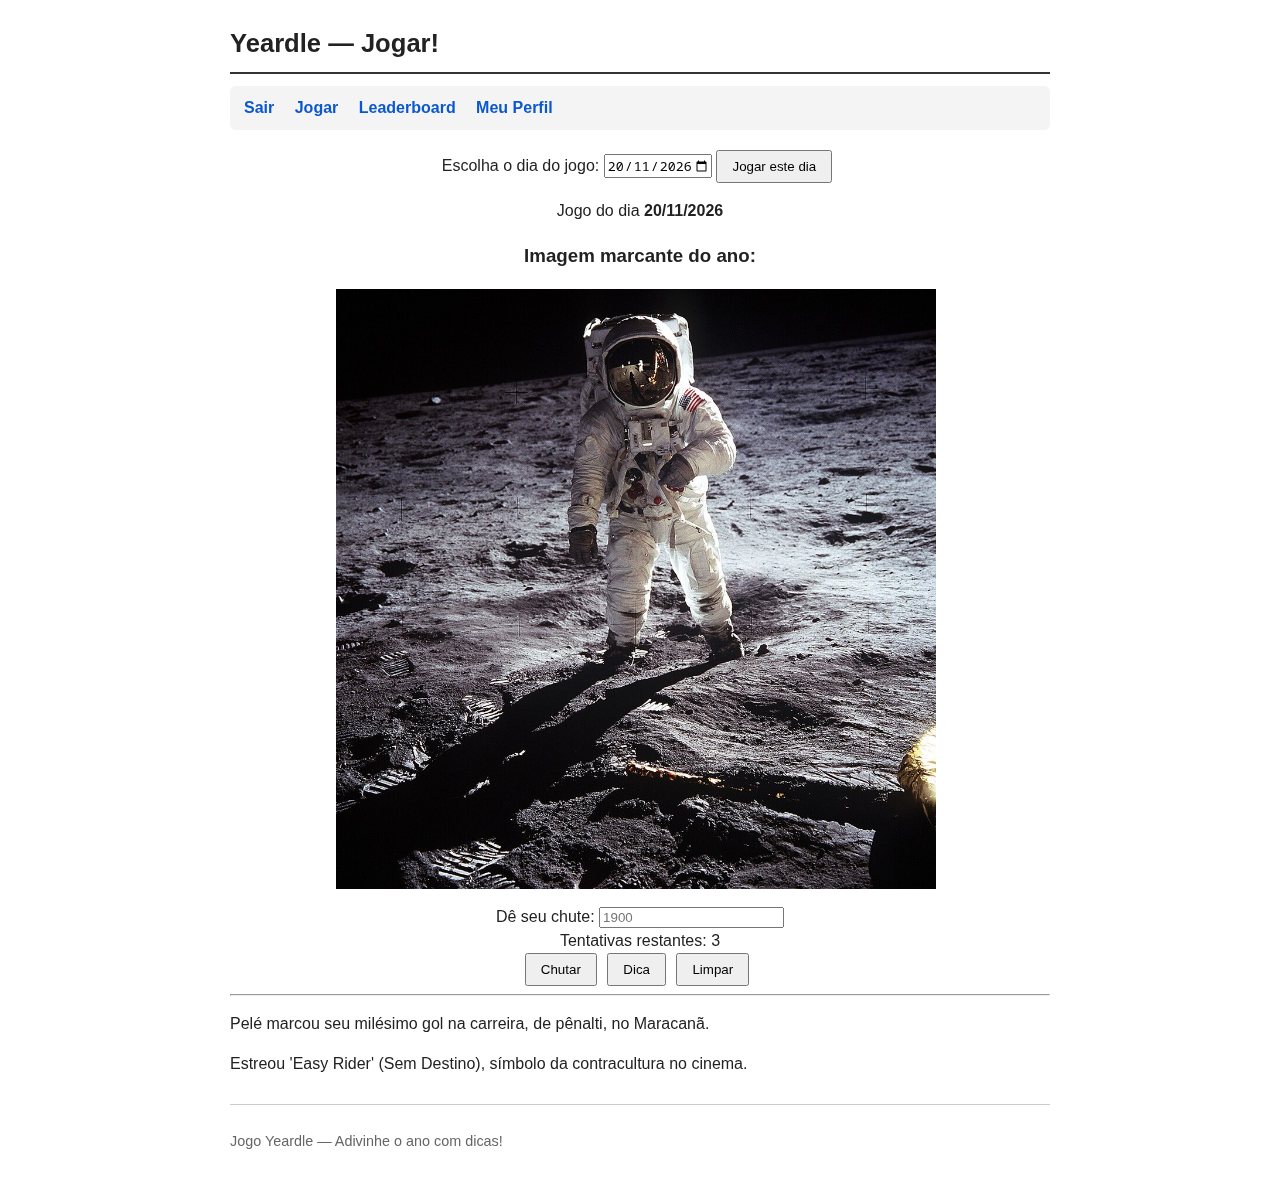 Yeardle — Jogar!
Sair Jogar Leaderboard Meu Perfil
Escolha o dia do jogo: 20/11/2026 Jogar este dia
Jogo do dia 20/11/2026
Imagem marcante do ano:
Dê seu chute: 1900
Tentativas restantes: 3
Chutar Dica Limpar
Pelé marcou seu milésimo gol na carreira, de pênalti, no Maracanã.
Estreou 'Easy Rider' (Sem Destino), símbolo da contracultura no cinema.
Jogo Yeardle — Adivinhe o ano com dicas!